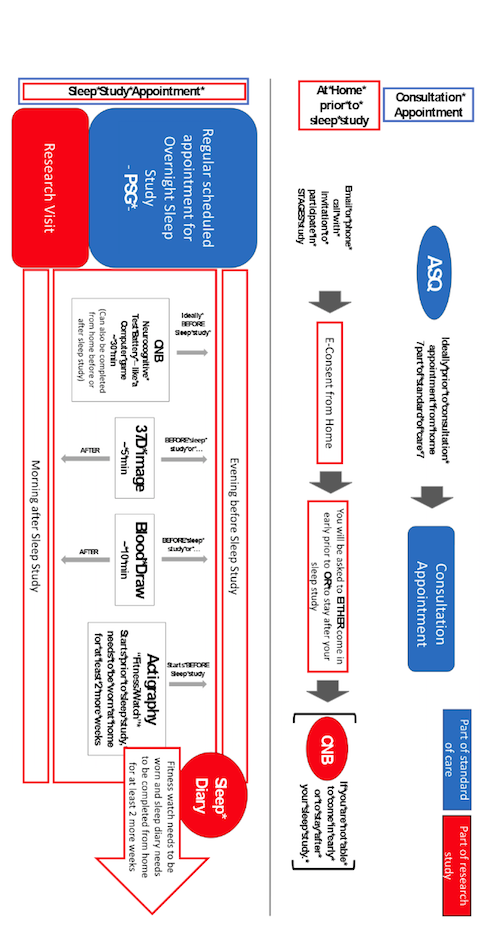 Part of standard
of care
Part of research
study
Consultation*
Appointment
ASQ
Ideally*prior*to*consultation*
appointment*from*home
7*part*of*standard*of*care*7
Consultation
Appointment
At*Home*
prior*to*
sleep*study
Email*or*phone*
call*with*
invitation*to*
participate*in*
STAGES*study
E-Consent from Home
You will be asked to EITHER come in
early prior to OR*to stay after your
sleep study
CNB
If*you*are*not*able*
to*come*in*early*
or*to*stay*after*
your*sleep*study.*
Sleep*Study*Appointment*
Regular scheduled
appointment for
Overnight Sleep
Study
- PSG*-
Research Visit
Evening before Sleep Study
Ideally*
BEFORE
Sleep*study*
BEFORE*sleep*
study*or*…
BEFORE*sleep*
study*or*…
Starts*BEFORE
Sleep*study
CNB
Neurocognitive*
Test*Battery*–like*a
Computer*game
~30*min
(Can also be completed
from home before or
after sleep study)
37D*image
~5*min
Blood*Draw
~10*min
Actigraphy
"Fitness*Watch"*
Starts*prior*to*sleep*study,
needs*to*be*worn*at*home
for*at*least*2*more*weeks
AFTER
AFTER
Morning after Sleep Study
Sleep*
Diary
Fitness watch needs to be
worn and sleep diary needs
to be completed from home
for at least 2 more weeks